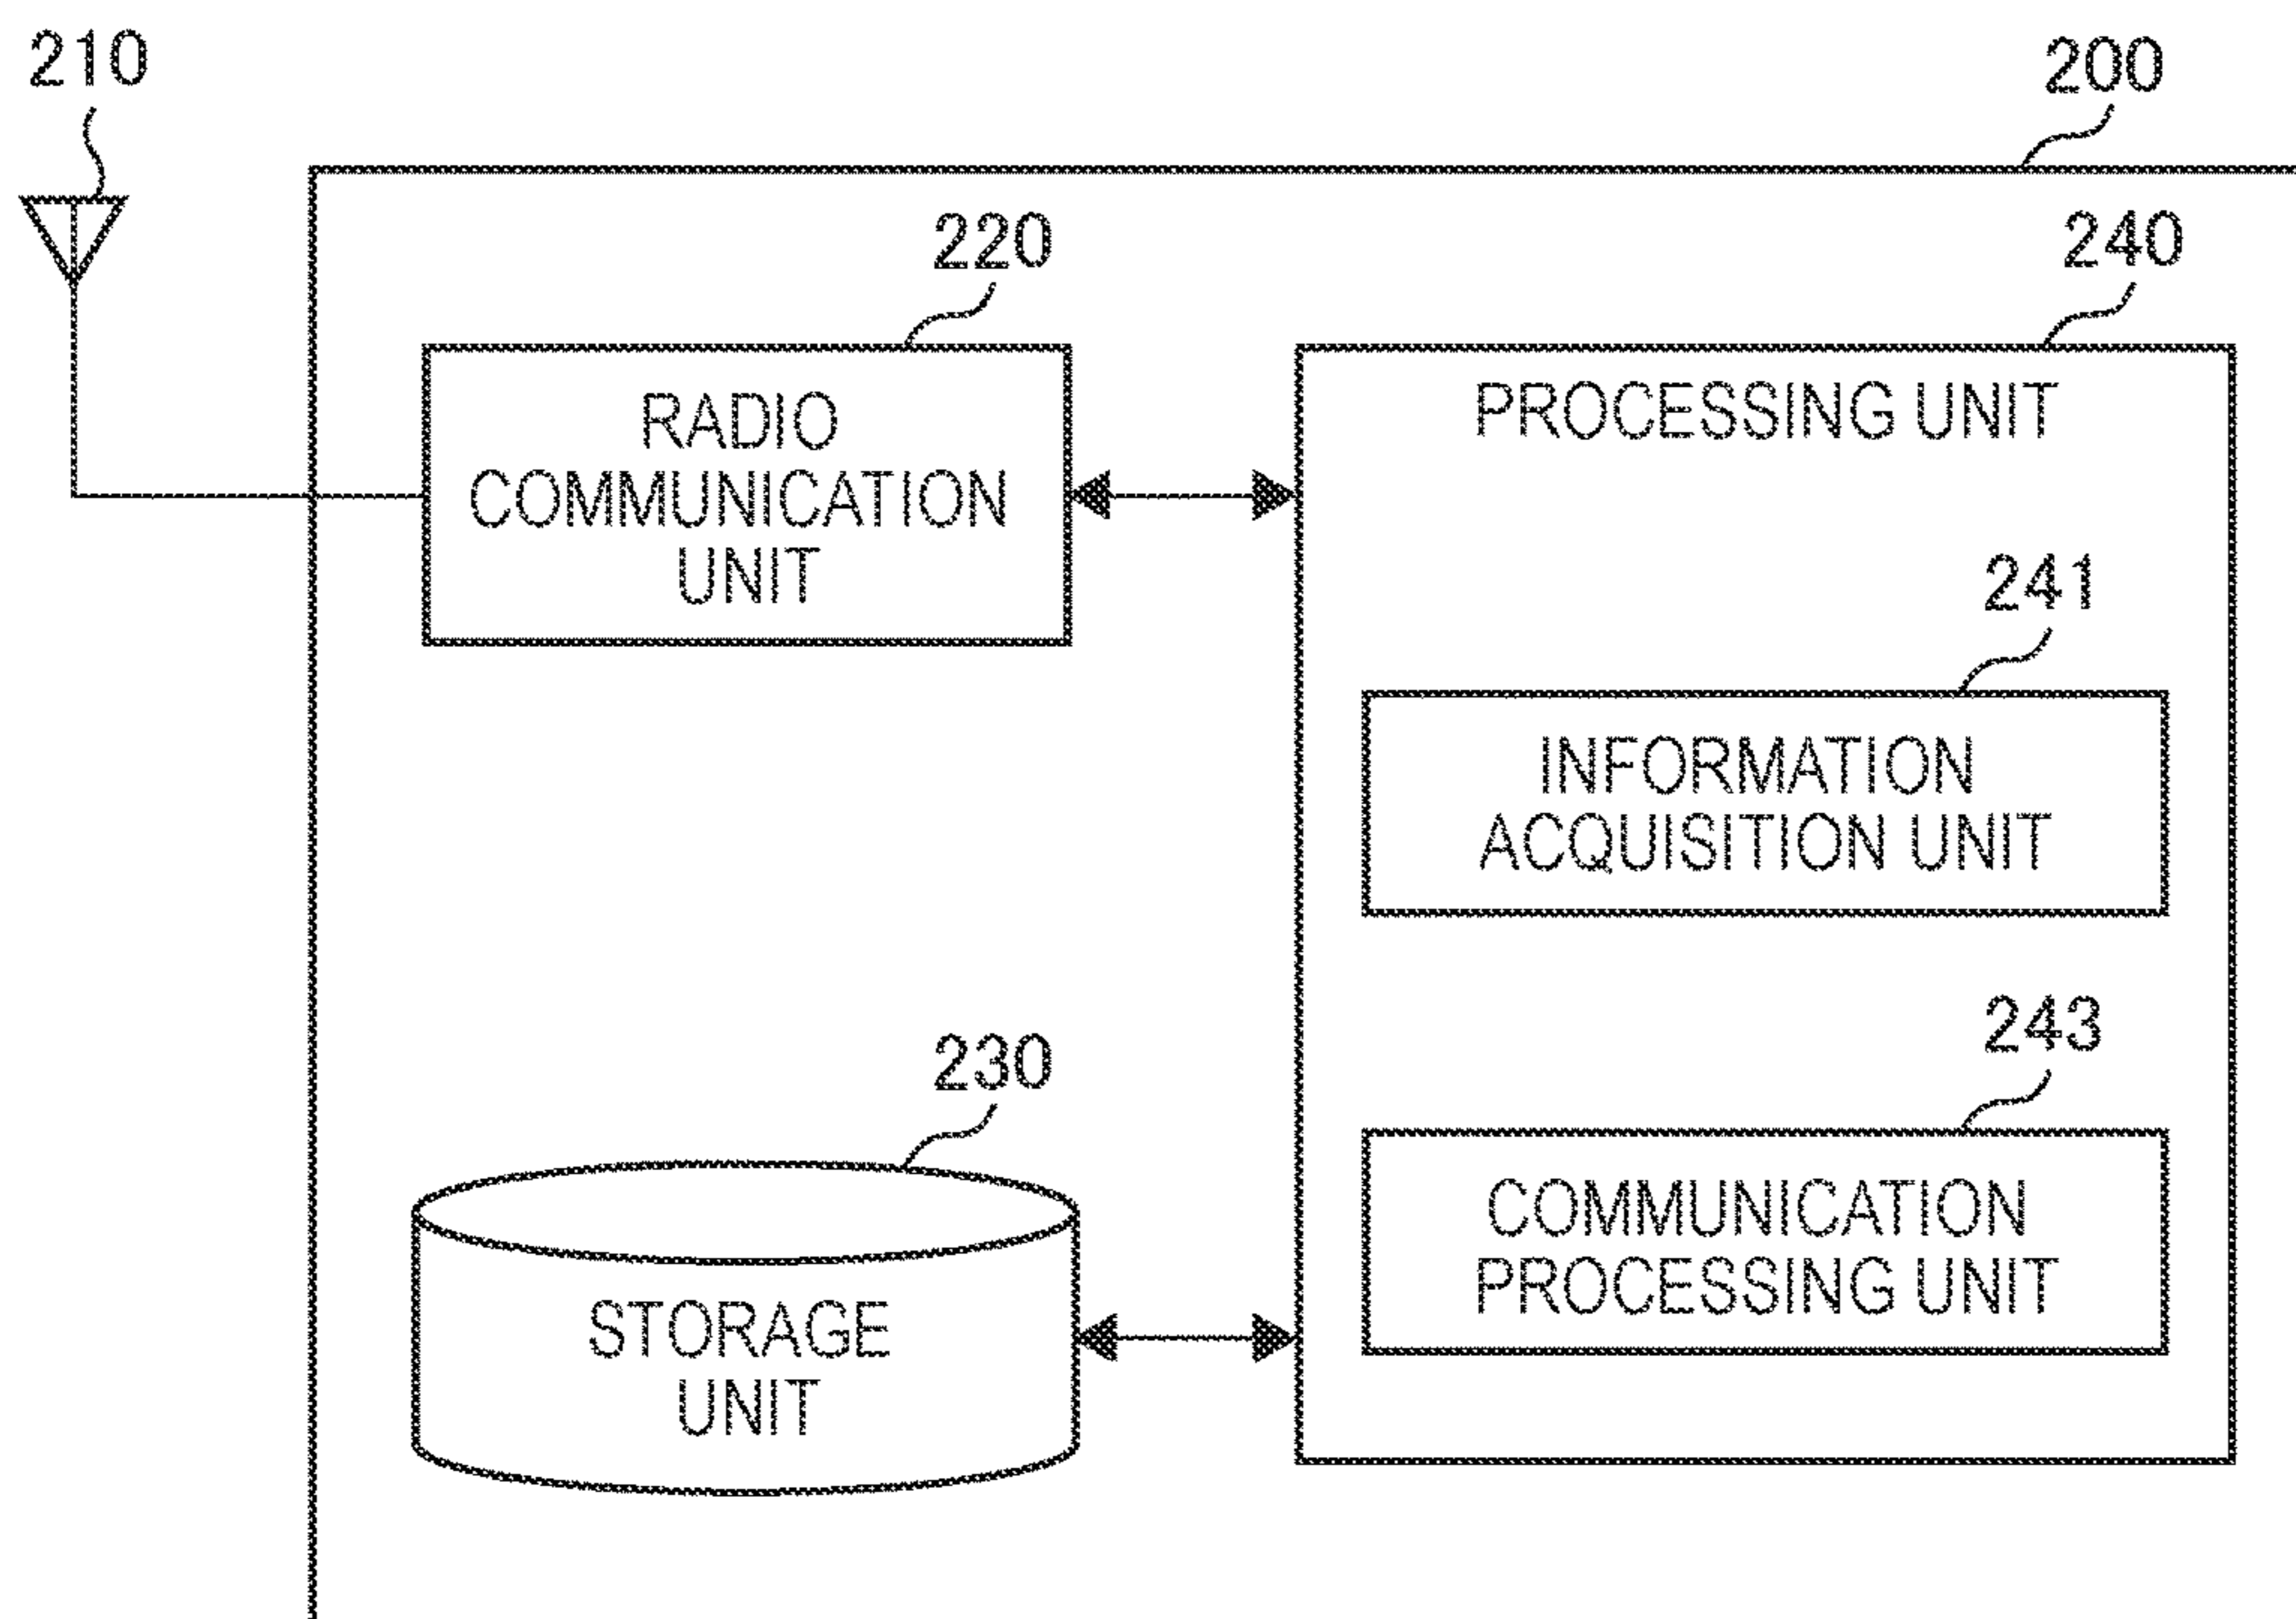 210
200
220
240
RADIO
COMMUNICATION
UNIT
PROCESSING UNIT
241
INFORMATION
ACQUISITION UNIT
230
243
STORAGE
UNIT
COMMUNICATION
PROCESSING UNIT